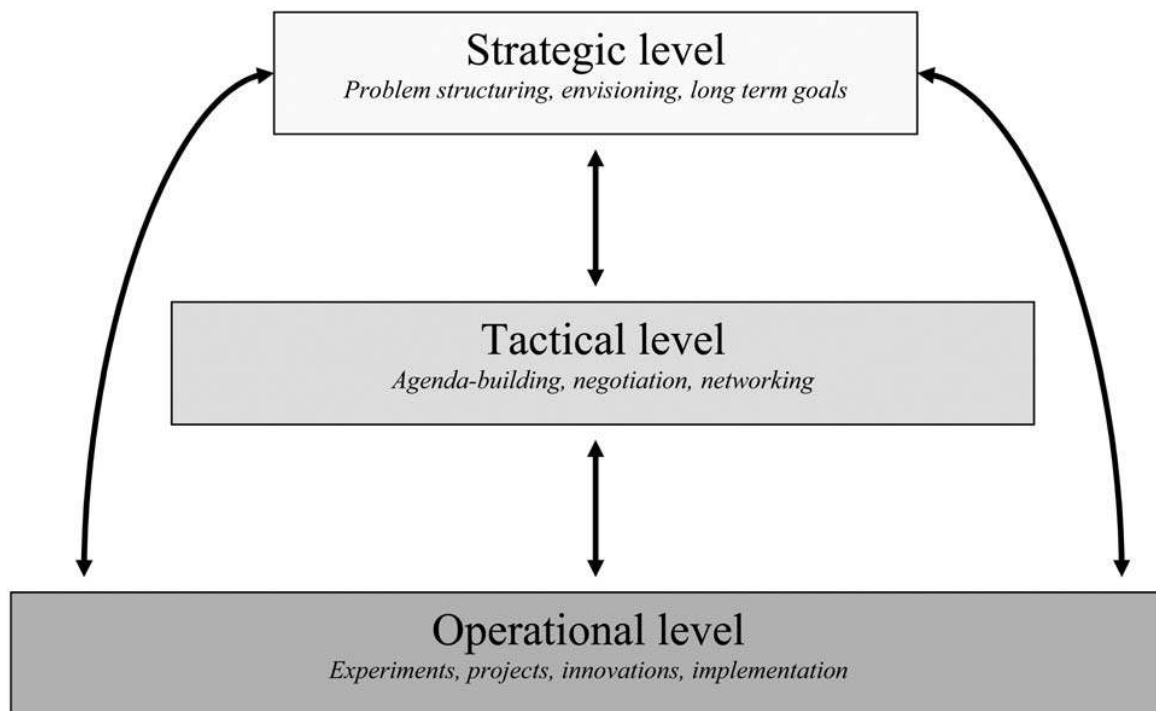 Strategic level
Problem structuring, envisioning, long term goals
Tactical level
Agenda-building, negotiation, networking
Operational level
Experiments, projects, innovations, implementation